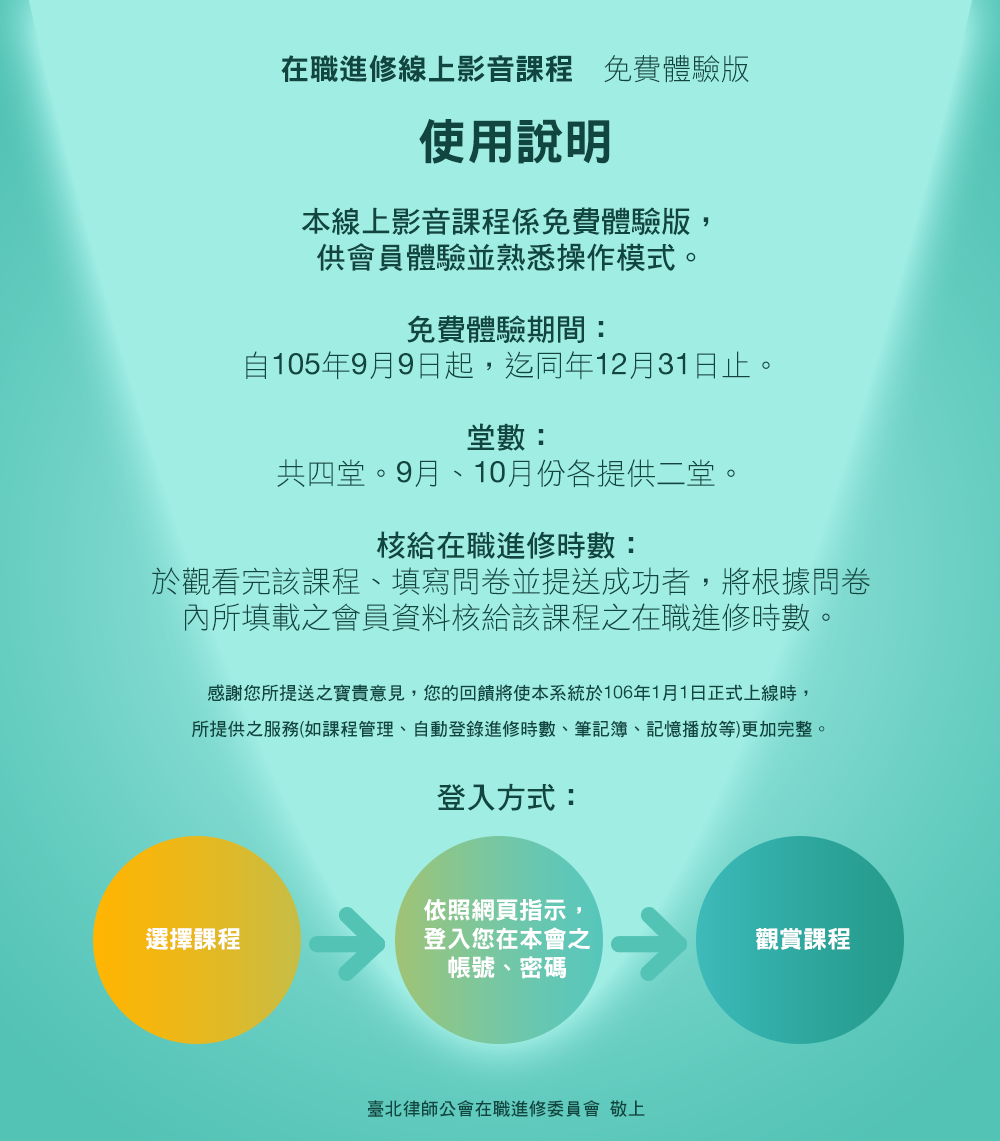 在職進修線上影音課程 免費體驗版
使用說明
本線上影音課程係免費體驗版，
供會員體驗並熟悉操作模式。
免費體驗期間：
自105年9月9日起，迄同年12月31日止。
堂數：
共四堂。9月、10月份各提供二堂。
核給在職進修時數：
於觀看完該課程、填寫問卷並提送成功者，將根據問卷
內所填載之會員資料核給該課程之在職進修時數。
感謝您所提送之寶貴意見，您的回饋將使本系統於106年1月1日正式上線時，
所提供之服務(如課程管理、自動登錄進修時數、筆記簿、記憶播放等)更加完整。
登入方式：
選擇課程
依照網頁指示，
登入您在本會之
帳號、密碼
觀賞課程
臺北律師公會在職進修委員會 敬上